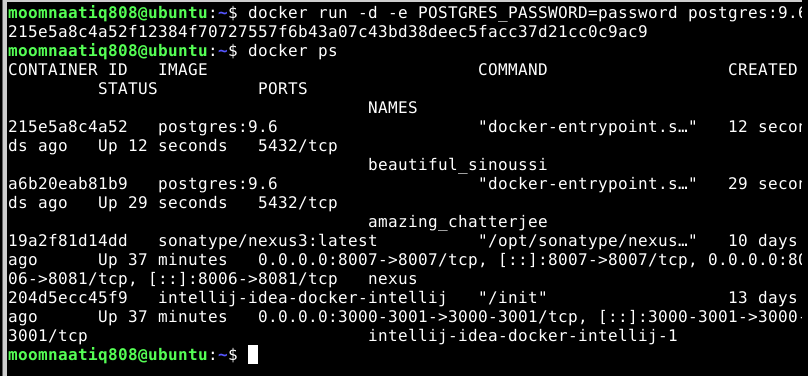 moomnaatiq808@ubuntu:~$ docker run -d -e POSTGRES_PASSWORD=password postgres:9.6
215e5a8c4a52f12384f70727557f6b43a07c43bd38deec5facc37d21cc0c9ac9
moomnaatiq808@ubuntu:~$ docker ps
CONTAINER ID   IMAGE                           COMMAND                  CREATED
         STATUS          PORTS
                                    NAMES
215e5a8c4a52   postgres:9.6                    "docker-entrypoint.s…"   12 secon
ds ago   Up 12 seconds   5432/tcp
                                    beautiful_sinoussi
a6b20eab81b9   postgres:9.6                    "docker-entrypoint.s…"   29 secon
ds ago   Up 29 seconds   5432/tcp
                                    amazing_chatterjee
19a2f81d14dd   sonatype/nexus3:latest          "/opt/sonatype/nexus…"   10 days
ago      Up 37 minutes   0.0.0.0:8007->8007/tcp, [::]:8007->8007/tcp, 0.0.0.0:80
06->8081/tcp, [::]:8006->8081/tcp   nexus
204d5ecc45f9   intellij-idea-docker-intellij   "/init"                  13 days
ago      Up 37 minutes   0.0.0.0:3000-3001->3000-3001/tcp, [::]:3000-3001->3000-
3001/tcp                            intellij-idea-docker-intellij-1
moomnaatiq808@ubuntu:~$